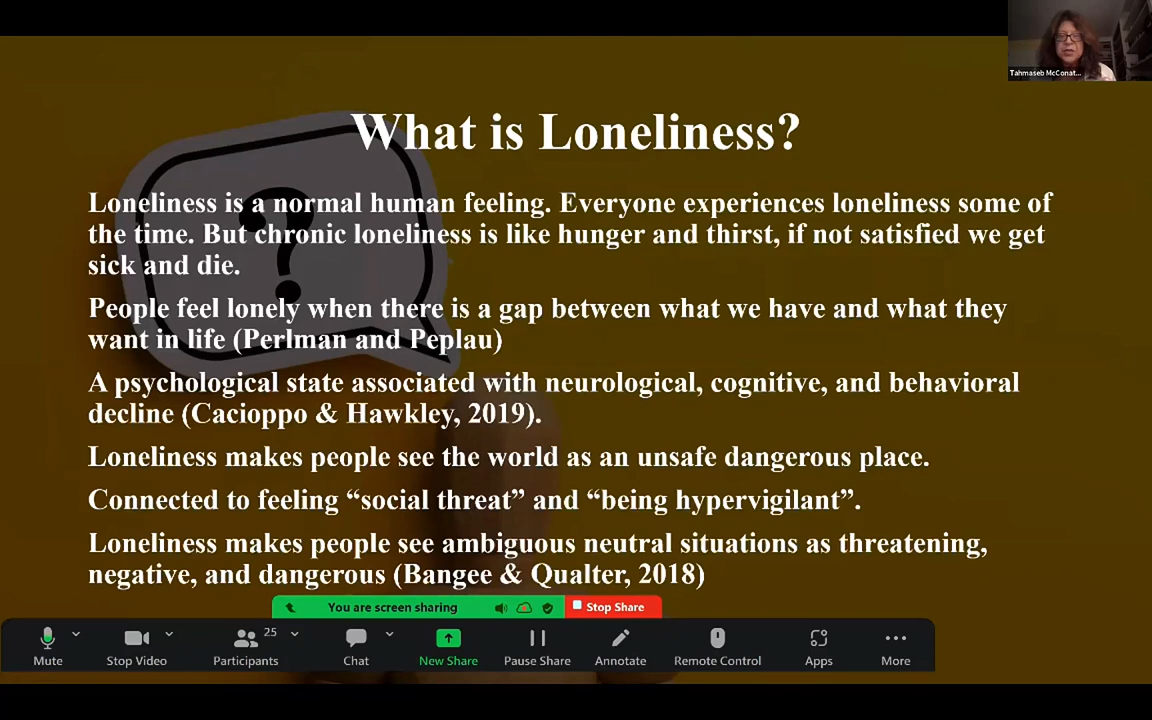 Tahmaseb McConat...
What is Loneliness?
Loneliness is a normal human feeling. Everyone experiences loneliness some of
the time. But chronic loneliness is like hunger and thirst, if not satisfied we get
sick and die.
People feel lonely when there is a gap between what we have and what they
want in life (Perlman and Peplau)
A psychological state associated with neurological, cognitive, and behavioral
decline (Cacioppo & Hawkley, 2019).
Loneliness makes people see the world as an unsafe dangerous place.
Connected to feeling “social threat” and “being hypervigilant”.
Loneliness makes people see ambiguous neutral situations as threatening,
negative, and dangerous (Bangee & Qualter, 2018)
You are screen sharing Stop Share
25
Mute Stop Video Participants Chat New Share Pause Share Annotate Remote Control Apps More